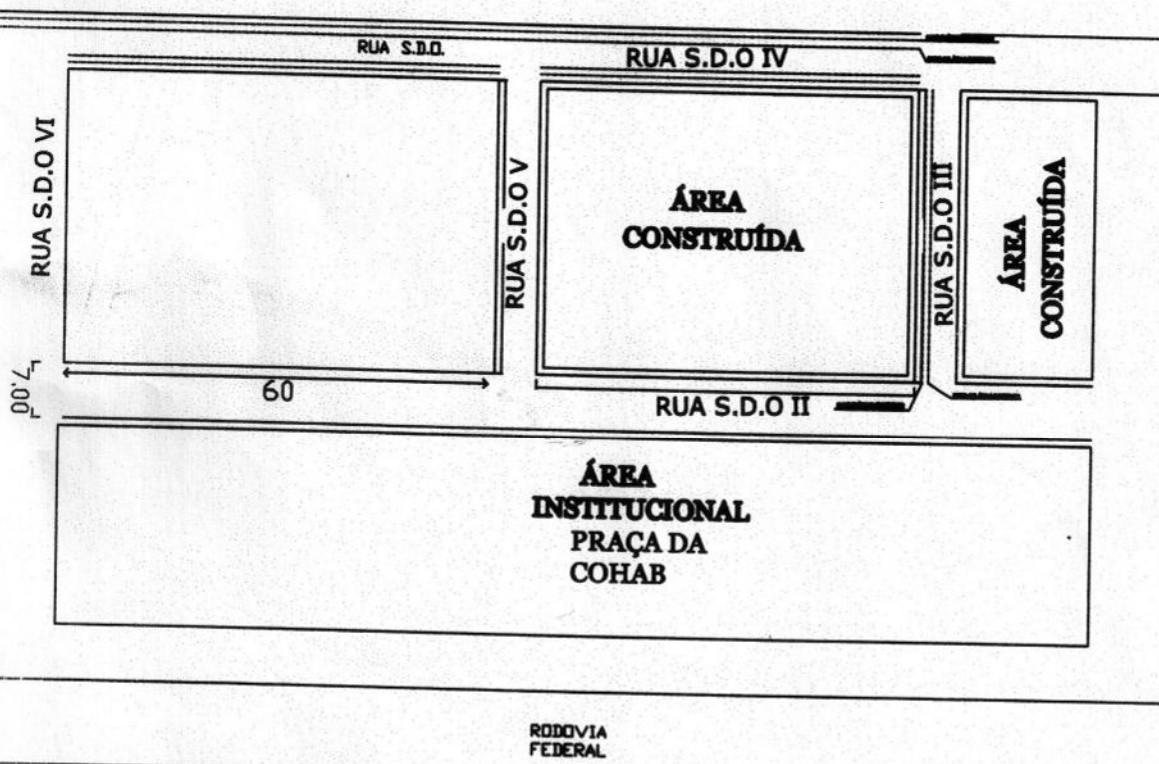 RUA S.D.O.
RUA S.D.O IV
RUA S.D.O VI
RUA S.D.O V
ÁREA
CONSTRUÍDA
RUA S.D.O III
ÁREA
CONSTRUÍDA
7.00
60
RUA S.D.O II
ÁREA
INSTITUCIONAL
PRAÇA DA
COHAB
RODOVIA
FEDERAL